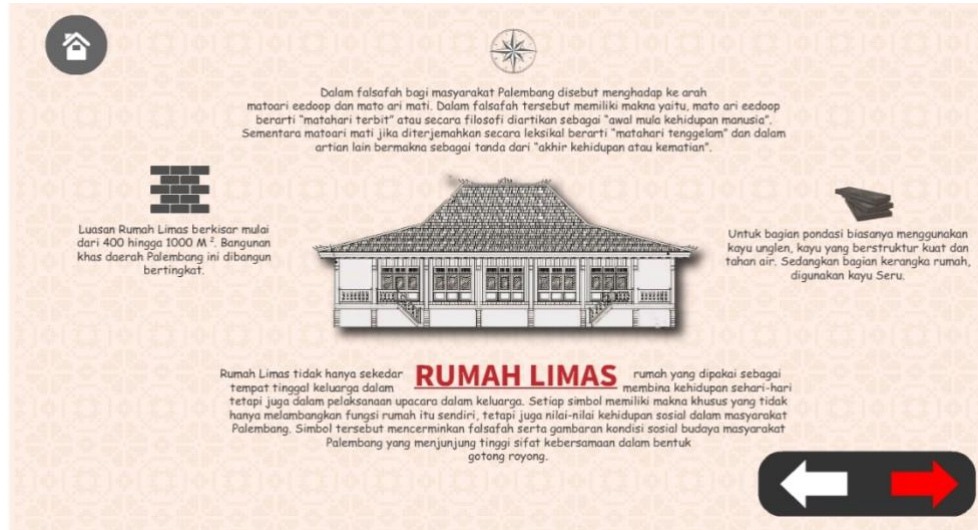 Dalam falsafah bagi masyarakat Palembang disebut menghadap ke arah
matoari eedoop dan mato ari mati. Dalam falsafah tersebut memiliki makna yaitu, mato ari eedoop
berarti "matahari terbit" atau secara filosofi diartikan sebagai "awal mula kehidupan manusia".
Sementara matoari mati jika diterjemahkan secara leksikal berarti "matahari tenggelam" dan dalam
artian lain bermakna sebagai tanda dari "akhir kehidupan atau kematian".
Luasan Rumah Limas berkisar mulai
dari 400 hingga 1000 M ². Bangunan
khas daerah Palembang ini dibangun
bertingkat.
Untuk bagian pondasi biasanya menggunakan
kayu unglen, kayu yang berstruktur kuat dan
tahan air. Sedangkan bagian kerangka rumah,
digunakan kayu Seru.
RUMAH LIMAS
Rumah Limas tidak hanya sekedar rumah yang dipakai sebagai
tempat tinggal keluarga dalam membina kehidupan sehari-hari
tetapi juga dalam pelaksanaan upacara dalam keluarga. Setiap simbol memiliki makna khusus yang tidak
hanya melambangkan fungsi rumah itu sendiri, tetapi juga nilai-nilai kehidupan sosial dalam masyarakat
Palembang. Simbol tersebut mencerminkan falsafah serta gambaran kondisi sosial budaya masyarakat
Palembang yang menjunjung tinggi sifat kebersamaan dalam bentuk
gotong royong.